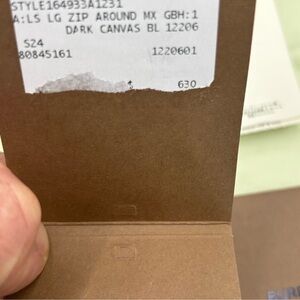 STYLE164933A1231
A:LS LG ZIP AROUND MX GBH:1
DARK CANVAS BL 12206
S24
80845161 1220601
$ 630